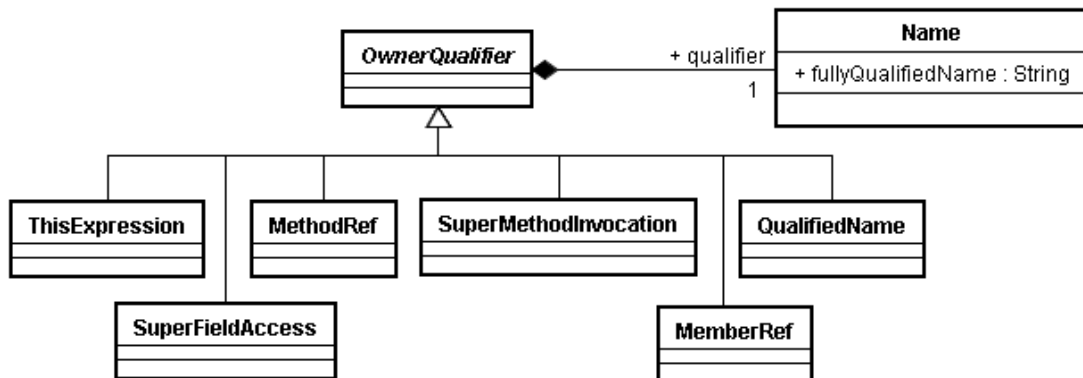 Name
OwnerQualifier
+ qualifier
+ fullyQualifiedName : String
1
ThisExpression
MethodRef
SuperMethodInvocation
QualifiedName
SuperFieldAccess
MemberRef